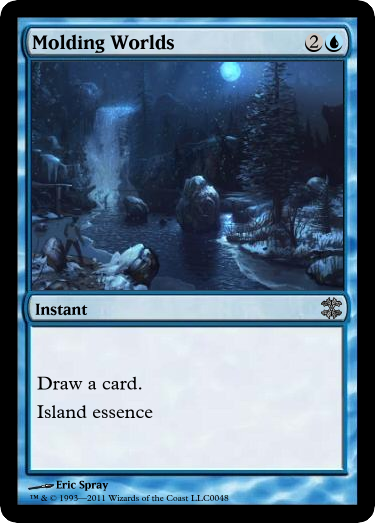 Molding Worlds 2
Instant
Draw a card.
Island essence
Eric Spray
™ & © 1993—2011 Wizards of the Coast LLC0048